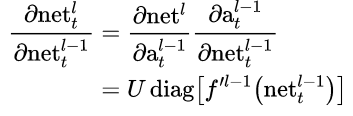 ∂net_t^l / ∂net_t^{l-1} = ∂net^l / ∂a_t^{l-1} ∂a_t^{l-1} / ∂net_t^{l-1}
= U diag[f'^{l-1}(net_t^{l-1})]